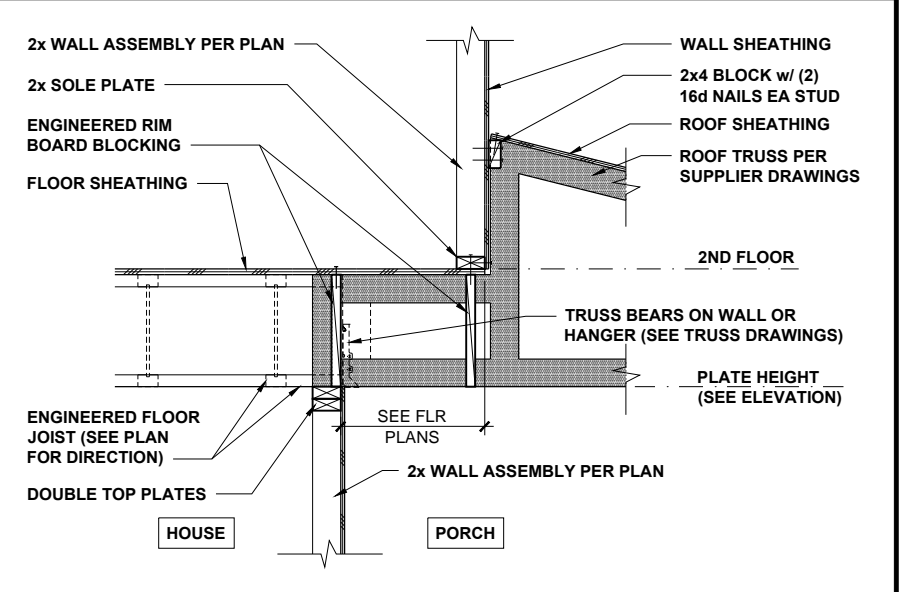 2x WALL ASSEMBLY PER PLAN
2x SOLE PLATE
ENGINEERED RIM
BOARD BLOCKING
FLOOR SHEATHING
WALL SHEATHING
2x4 BLOCK w/ (2)
16d NAILS EA STUD
ROOF SHEATHING
ROOF TRUSS PER
SUPPLIER DRAWINGS
2ND FLOOR
TRUSS BEARS ON WALL OR
HANGER (SEE TRUSS DRAWINGS)
PLATE HEIGHT
(SEE ELEVATION)
ENGINEERED FLOOR
JOIST (SEE PLAN
FOR DIRECTION)
DOUBLE TOP PLATES
SEE FLR
PLANS
2x WALL ASSEMBLY PER PLAN
HOUSE
PORCH